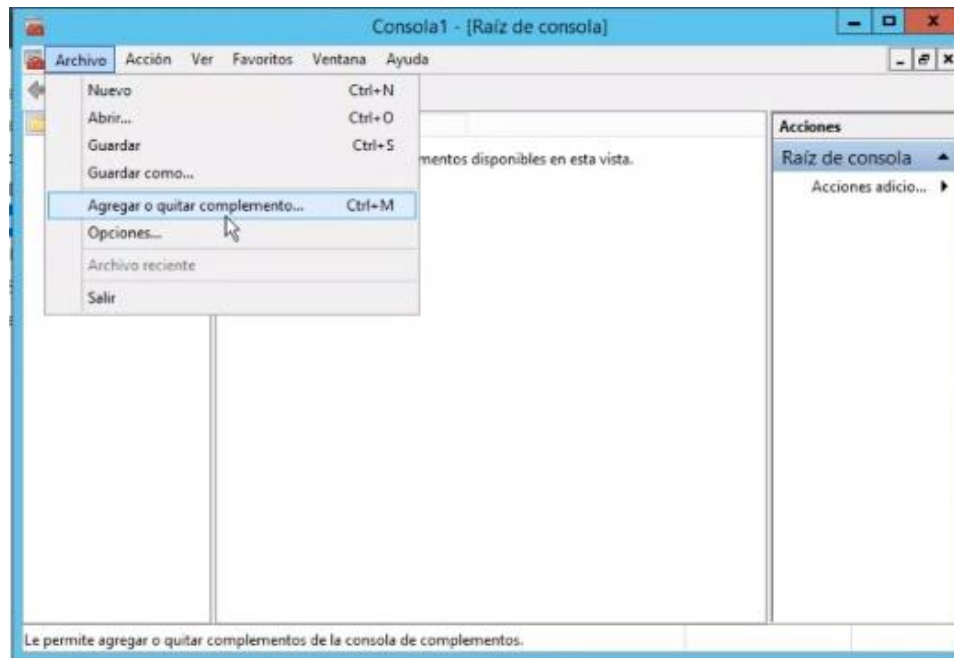 Consola1 - [Raíz de consola]
Archivo Acción Ver Favoritos Ventana Ayuda
Nuevo Ctrl+N
Abrir... Ctrl+O
Guardar Ctrl+S
Guardar como...
Agregar o quitar complemento... Ctrl+M
Opciones...
Archivo reciente
Salir
mentos disponibles en esta vista.
Acciones
Raíz de consola
Acciones adicio...
Le permite agregar o quitar complementos de la consola de complementos.